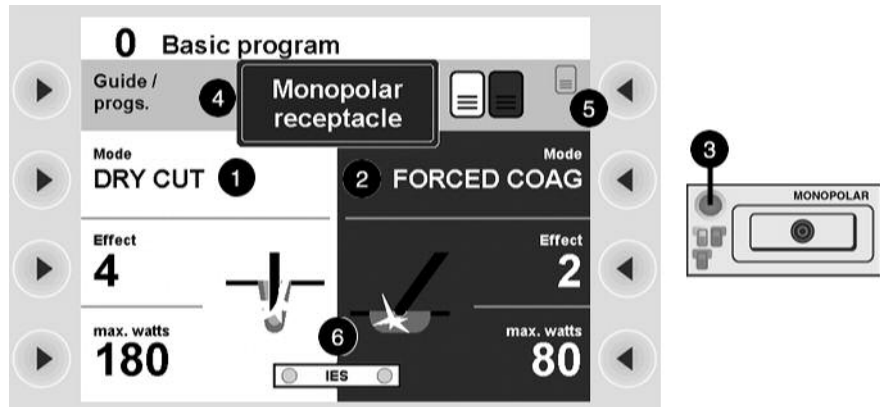 0 Basic program
Guide /
progs.
4
Monopolar
receptacle
5
Mode
DRY CUT 1
Mode
2 FORCED COAG
Effect
4
Effect
2
max. watts
180
6
IES
max. watts
80
3
MONOPOLAR